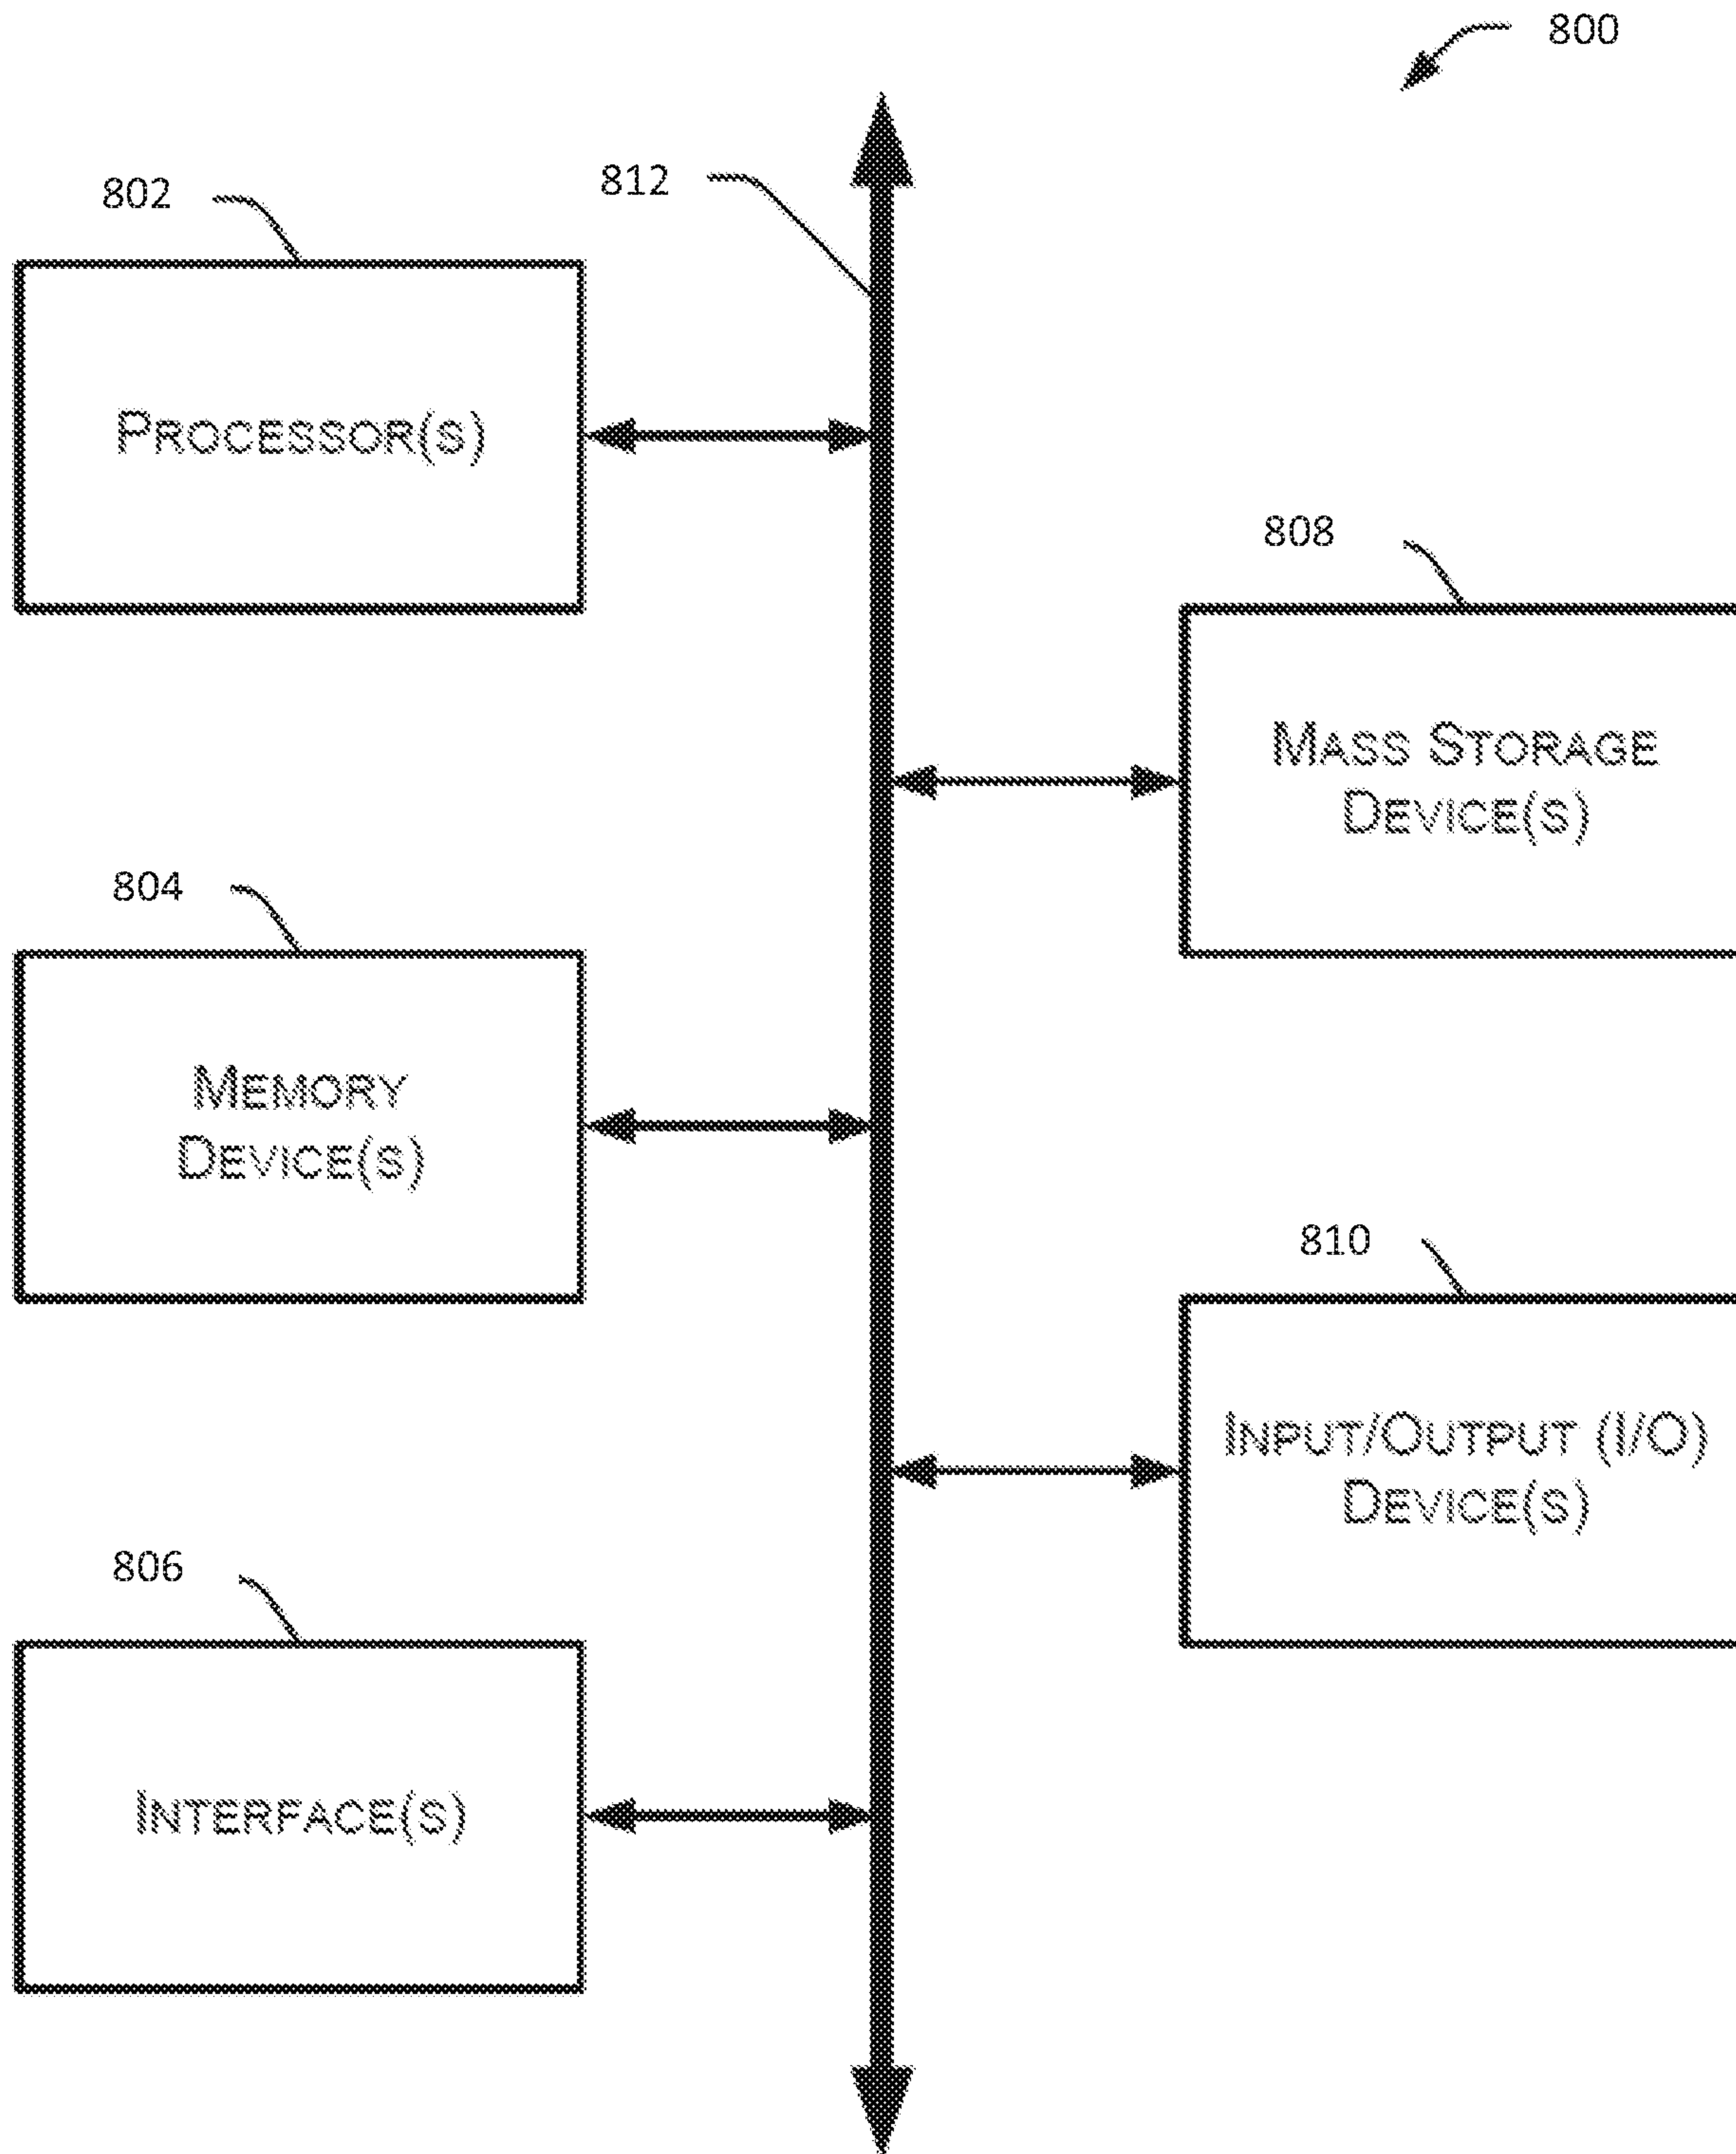 800
802
812
PROCESSOR(S)
808
MASS STORAGE
DEVICE(S)
804
MEMORY
DEVICE(S)
810
INPUT/OUTPUT (I/O)
DEVICE(S)
806
INTERFACE(S)